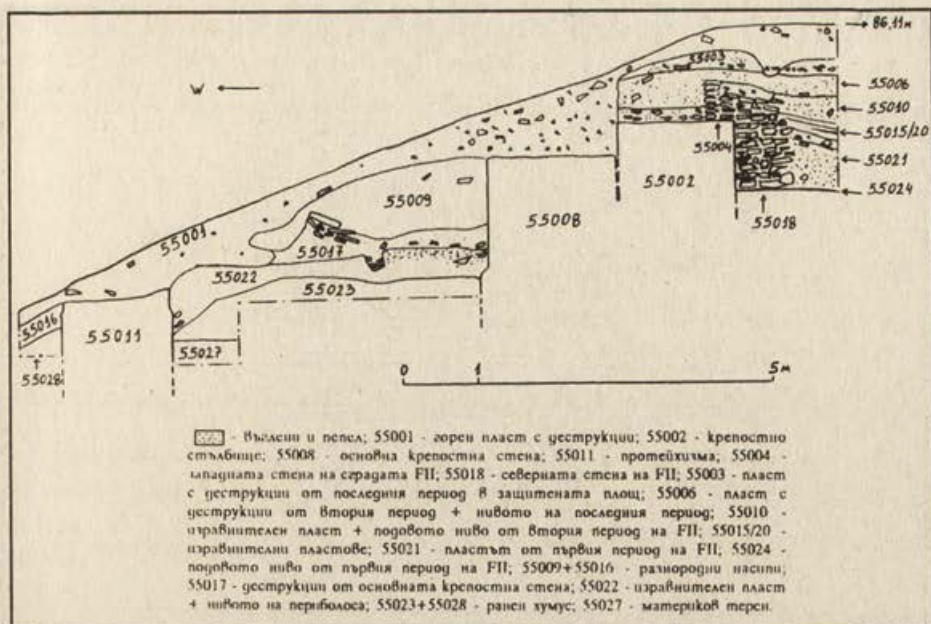 86,11 м
55003
W
55006
55010
55015/20
55004
55021
55009
55002
55024
55008
55018
55001
55017
55022
55023
55016
55011
55027
0 1 5 м
55028
- въглени и пепел; 55001 - горен пласт с деструкции; 55002 - крепостно
стълбище; 55008 - основна крепостна стена; 55011 - протейхизма; 55004 -
западната стена на сградата FII; 55018 - северната стена на FII; 55003 - пласт
с деструкции от последния период в защитената площ; 55006 - пласт с
деструкции от втория период + нивото на последния период; 55010 -
изравнителен пласт + подовото ниво от втория период на FII; 55015/20 -
изравнителни пластове; 55021 - пластът от първия период на FII; 55024 -
подовото ниво от първия период на FII; 55009+55016 - разнородни насипи;
55017 - деструкции от основната крепостна стена; 55022 - изравнителен пласт
+ нивото на периболоса; 55023+55028 - ранен хумус; 55027 - материков терен.